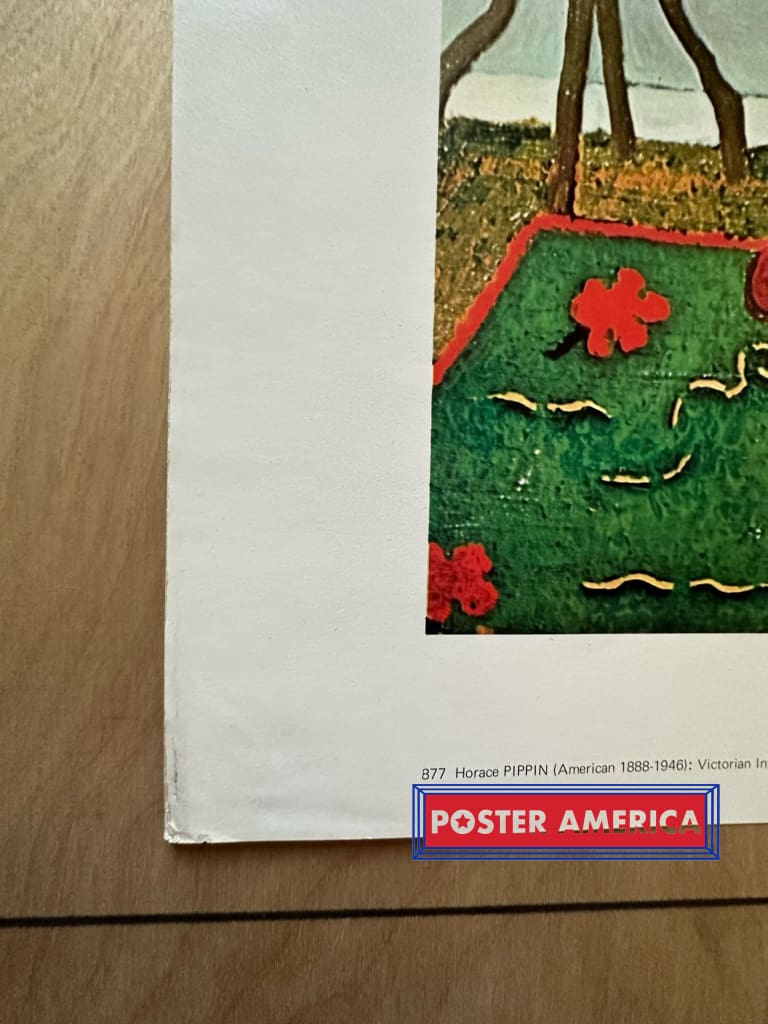 877 Horace PIPPIN (American 1888-1946): Victorian In
POSTER AMERICA